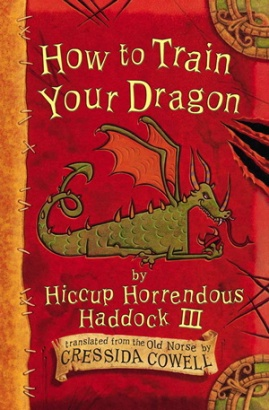 How to Train
Your Dragon
by
Hiccup Horrendous
Haddock III
translated from the Old Norse by
CRESSIDA COWELL